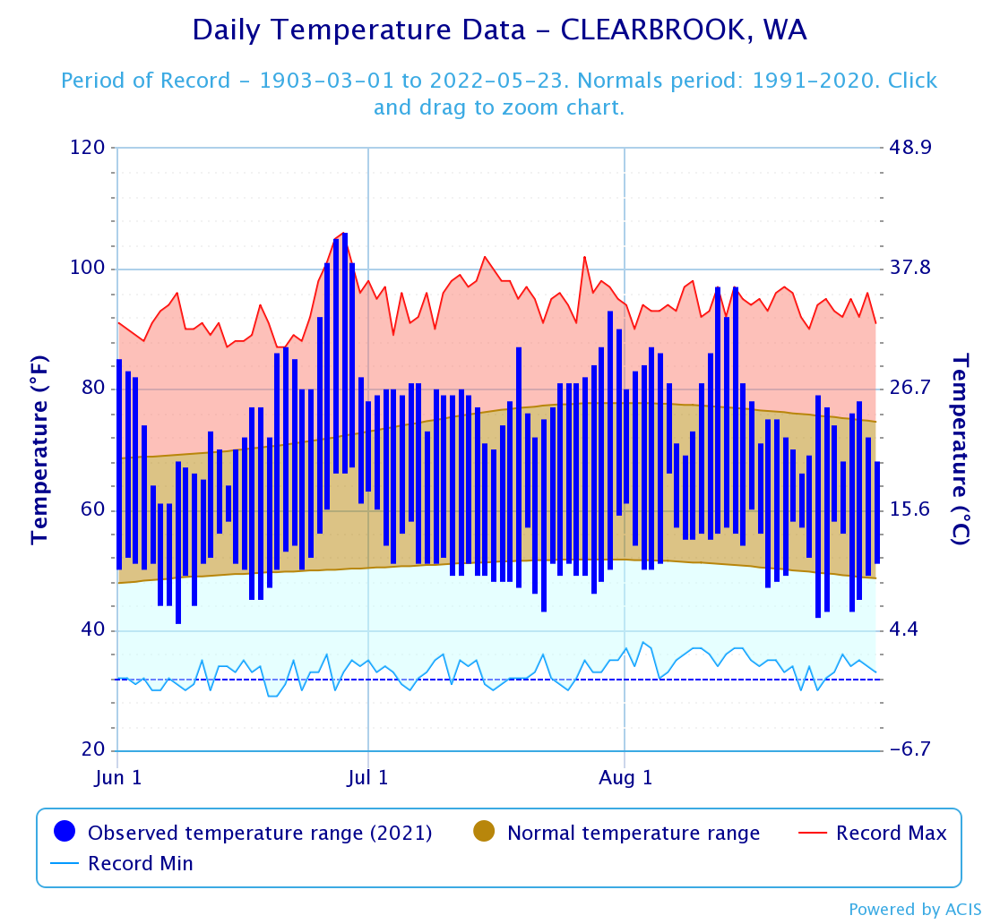 Daily Temperature Data – CLEARBROOK, WA
Period of Record – 1903–03–01 to 2022–05–23. Normals period: 1991–2020. Click
and drag to zoom chart.
120
100
80
60
40
20
Temperature (°F)
48.9
37.8
26.7
15.6
4.4
−6.7
Temperature (°C)
Jun 1
Jul 1
Aug 1
Observed temperature range (2021)
Normal temperature range
Record Max
Record Min
Powered by ACIS